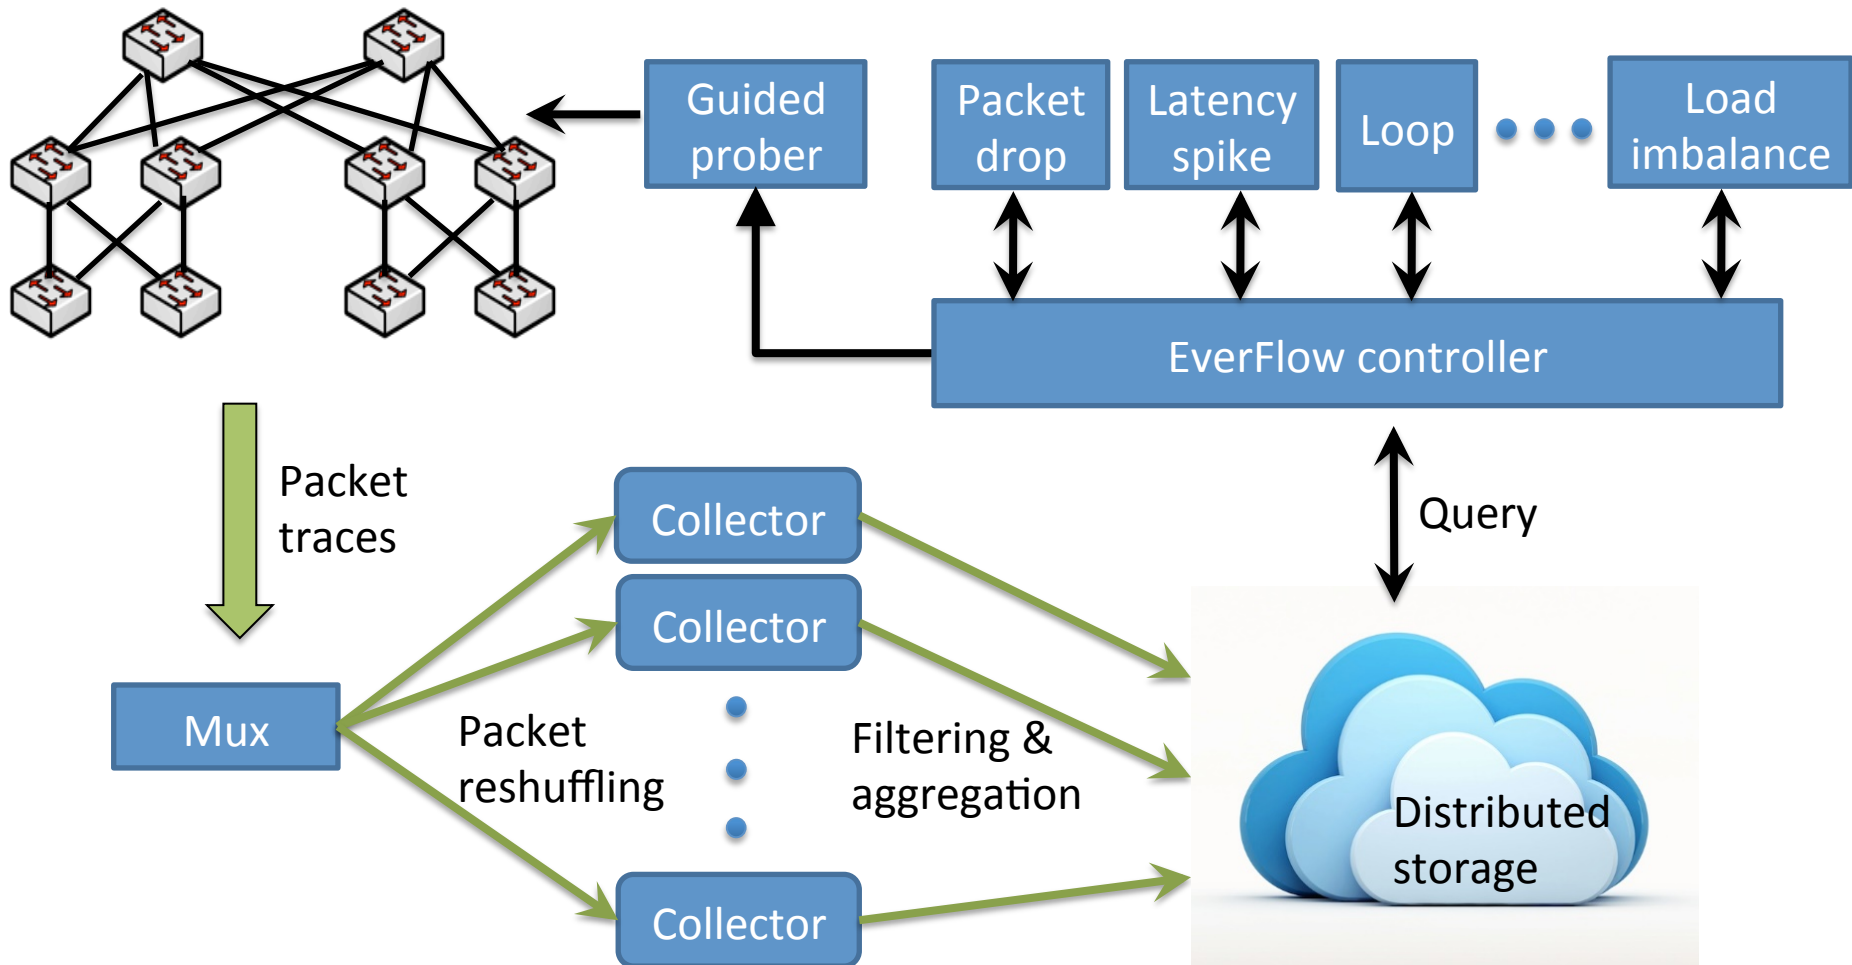 Guided
prober
Packet
drop
Latency
spike
Loop
Load
imbalance
EverFlow controller
Packet
traces
Collector
Query
Collector
Mux
Packet
reshuffling
Filtering &
aggregation
Distributed
storage
Collector